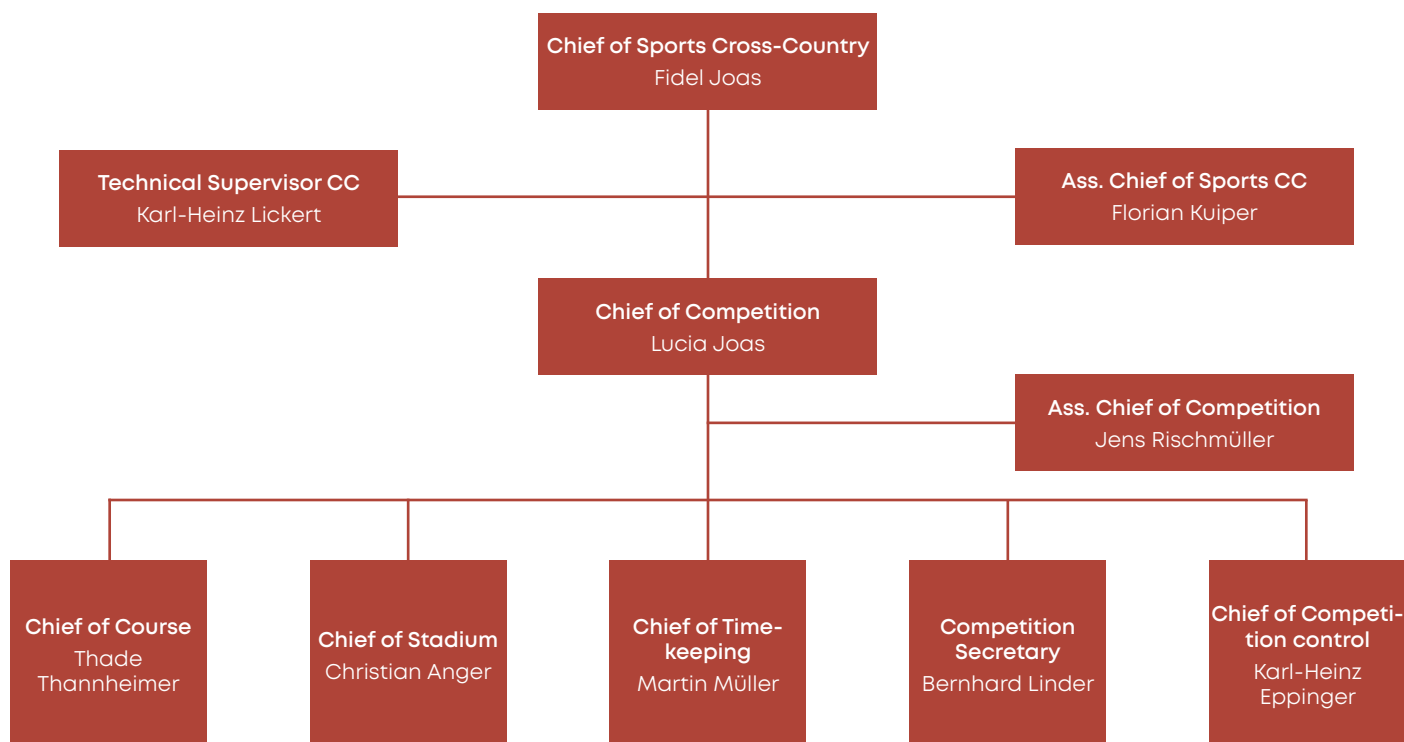 Chief of Sports Cross-Country
Fidel Joas
Technical Supervisor CC
Karl-Heinz Lickert
Ass. Chief of Sports CC
Florian Kuiper
Chief of Competition
Lucia Joas
Ass. Chief of Competition
Jens Rischmüller
Chief of Course
Thade
Thannheimer
Chief of Stadium
Christian Anger
Chief of Time-
keeping
Martin Müller
Competition
Secretary
Bernhard Linder
Chief of Competi-
tion control
Karl-Heinz
Eppinger